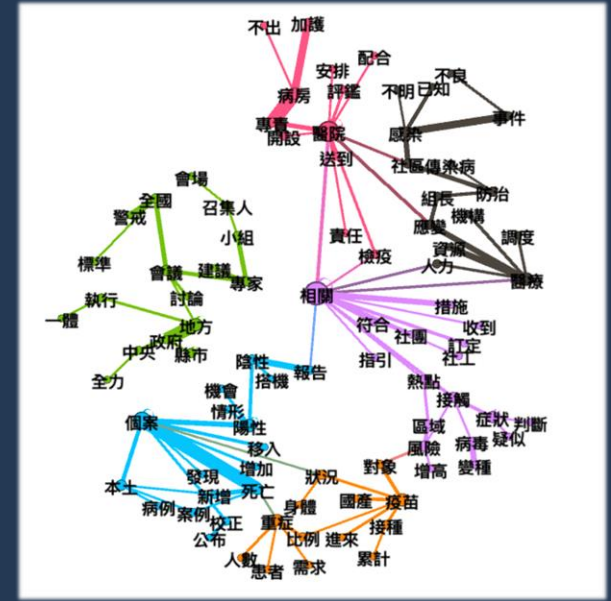 不出
加護
配合
安排
評鑑
病房
專責
醫院
開設
送到
責任
檢疫
不良
不明
已知
事件
感染
社區
傳染病
組長
防治
機構
應變
調度
資源
人力
醫療
會場
全國
召集人
警戒
小組
標準
會議
建議
專家
執行
討論
一體
地方
政府
中央
縣市
全力
相關
措施
符合
收到
社團
訂定
指引
社工
熱點
接觸
症狀
判斷
區域
疑似
病毒
風險
增高
變種
陰性
報告
搭機
機會
情形
個案
陽性
移入
增加
發現
本土
新增
死亡
病例
案例
校正
公布
狀況
對象
身體
國產
疫苗
重症
接種
比例
進來
人數
患者
需求
累計